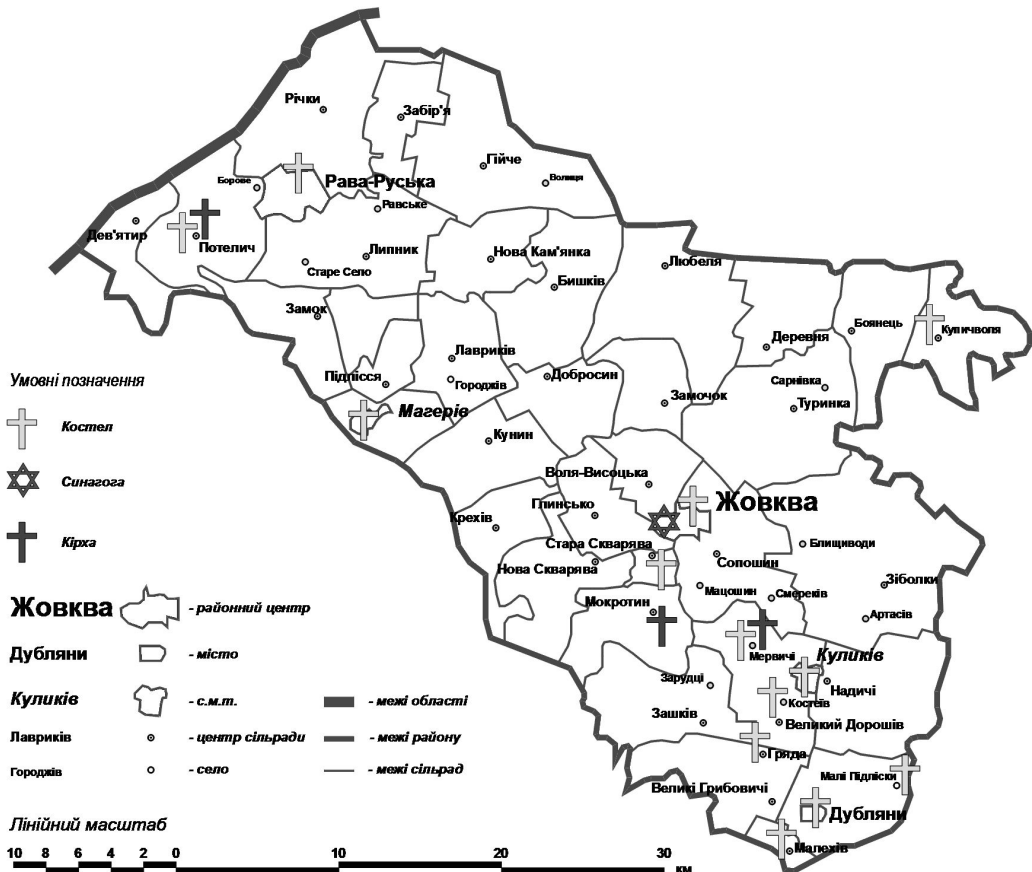 Річки
Забір'я
Гійче
Волиця
Борове
Рава-Руська
Равське
Дев'ятир
Потелич
Липник
Старе Село
Нова Кам'янка
Бишків
Любеля
Замок
Деревня
Боянець
Купичволя
Лавриків
Підлісся
Городжів
Добросин
Замочок
Сарнівка
Туринка
Магерів
Кунин
Умовні позначення
Костел
Синагога
Кірха
Воля-Висоцька
Жовква
Глинсько
Крехів
Стара Скварява
Нова Скварява
Блищиводи
Сопошин
Зіболки
Мацошин
Смереків
Артасів
Мокротин
Мервичі
Куликів
Зарудці
Надичі
Костеїв
Зашків
Великий Дорошів
Гряда
Малі Підліски
Великі Грибовичі
Дубляни
Малехів
Жовква - районний центр
Дубляни - місто
Куликів - с.м.т. - межі області
Лавриків - центр сільради - межі району
Городжів - село - межі сільрад
Лінійний масштаб
10 8 6 4 2 0 10 20 30 км